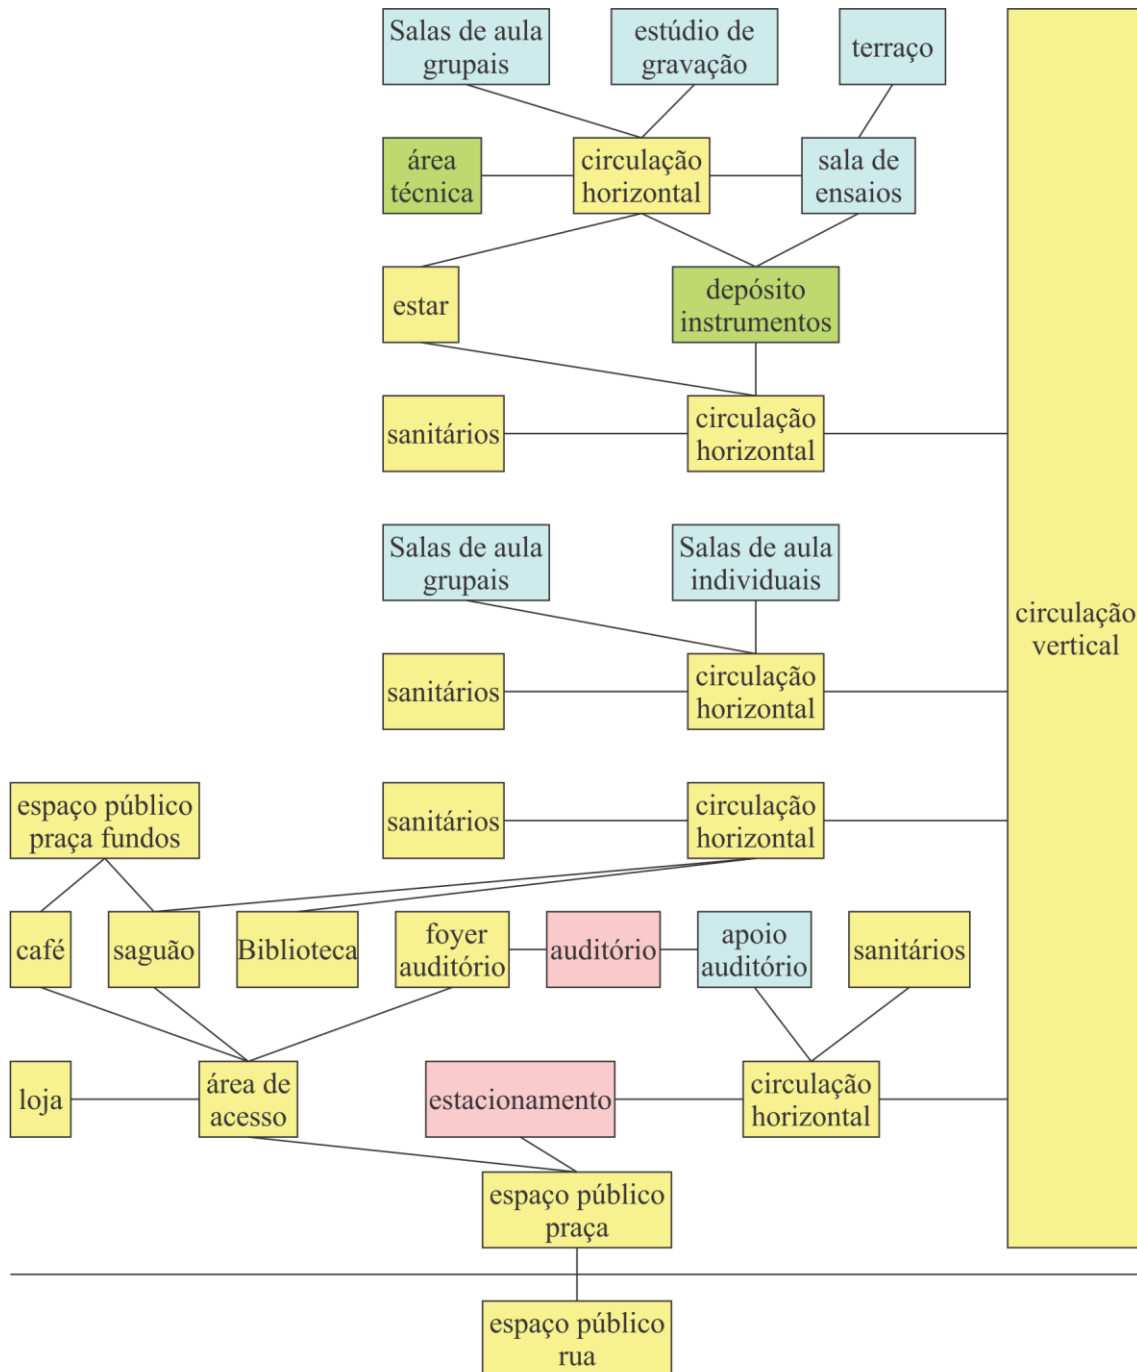 Salas de aula
grupais
estúdio de
gravação
terraço
área
técnica
circulação
horizontal
sala de
ensaios
estar
depósito
instrumentos
sanitários
circulação
horizontal
Salas de aula
grupais
Salas de aula
individuais
circulação
vertical
sanitários
circulação
horizontal
espaço público
praça fundos
sanitários
circulação
horizontal
café
saguão
Biblioteca
foyer
auditório
auditório
apoio
auditório
sanitários
loja
área de
acesso
estacionamento
circulação
horizontal
espaço público
praça
espaço público
rua